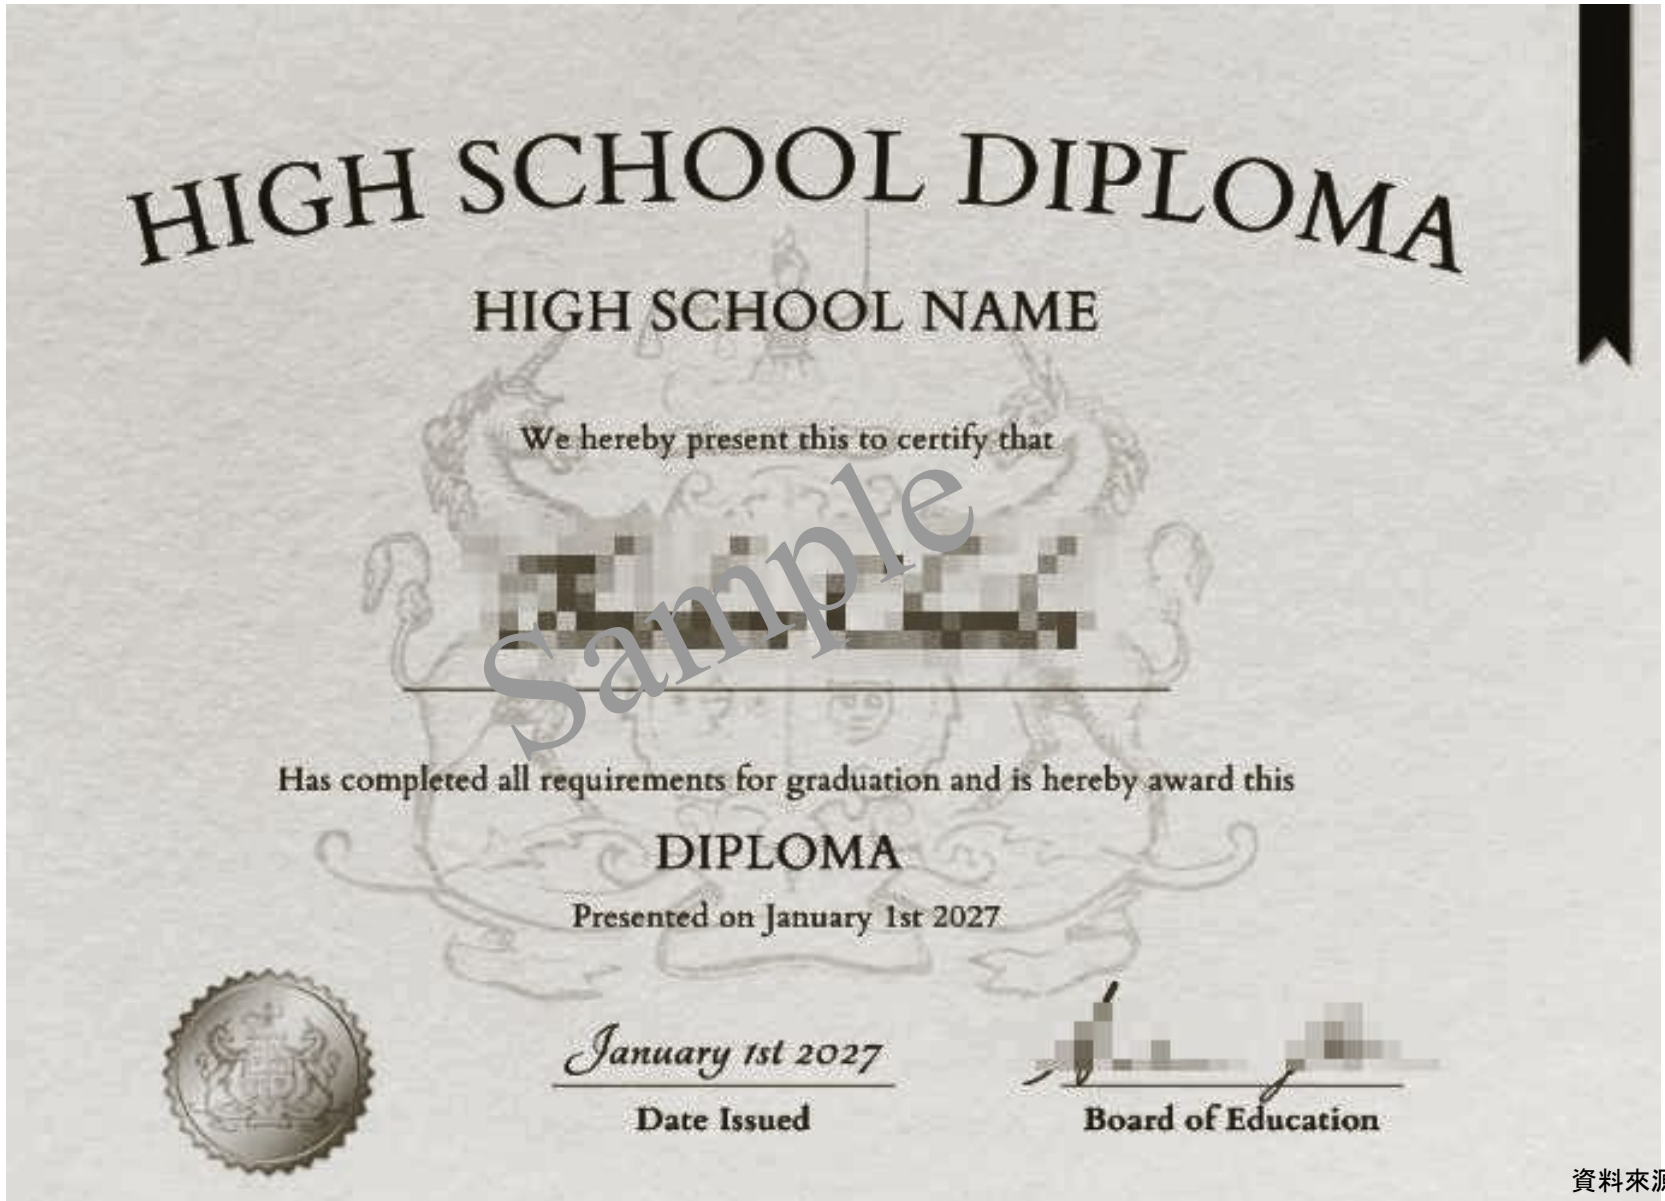 HIGH SCHOOL DIPLOMA
HIGH SCHOOL NAME
We hereby present this to certify that
Sample
Has completed all requirements for graduation and is hereby award this
DIPLOMA
Presented on January 1st 2027
January 1st 2027
Date Issued
Board of Education
資料來源